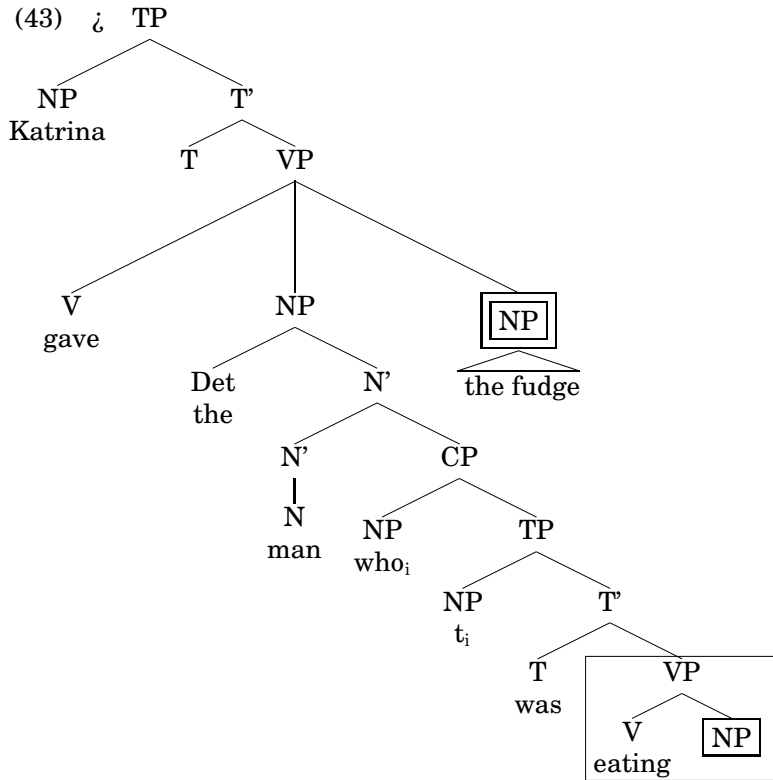 (43) ¿ TP
NP T’
Katrina
T VP
V NP NP
gave
Det N’ the fudge
the
N’ CP
N NP TP
man whoᵢ
NP T’
tᵢ
T VP
was
V NP
eating